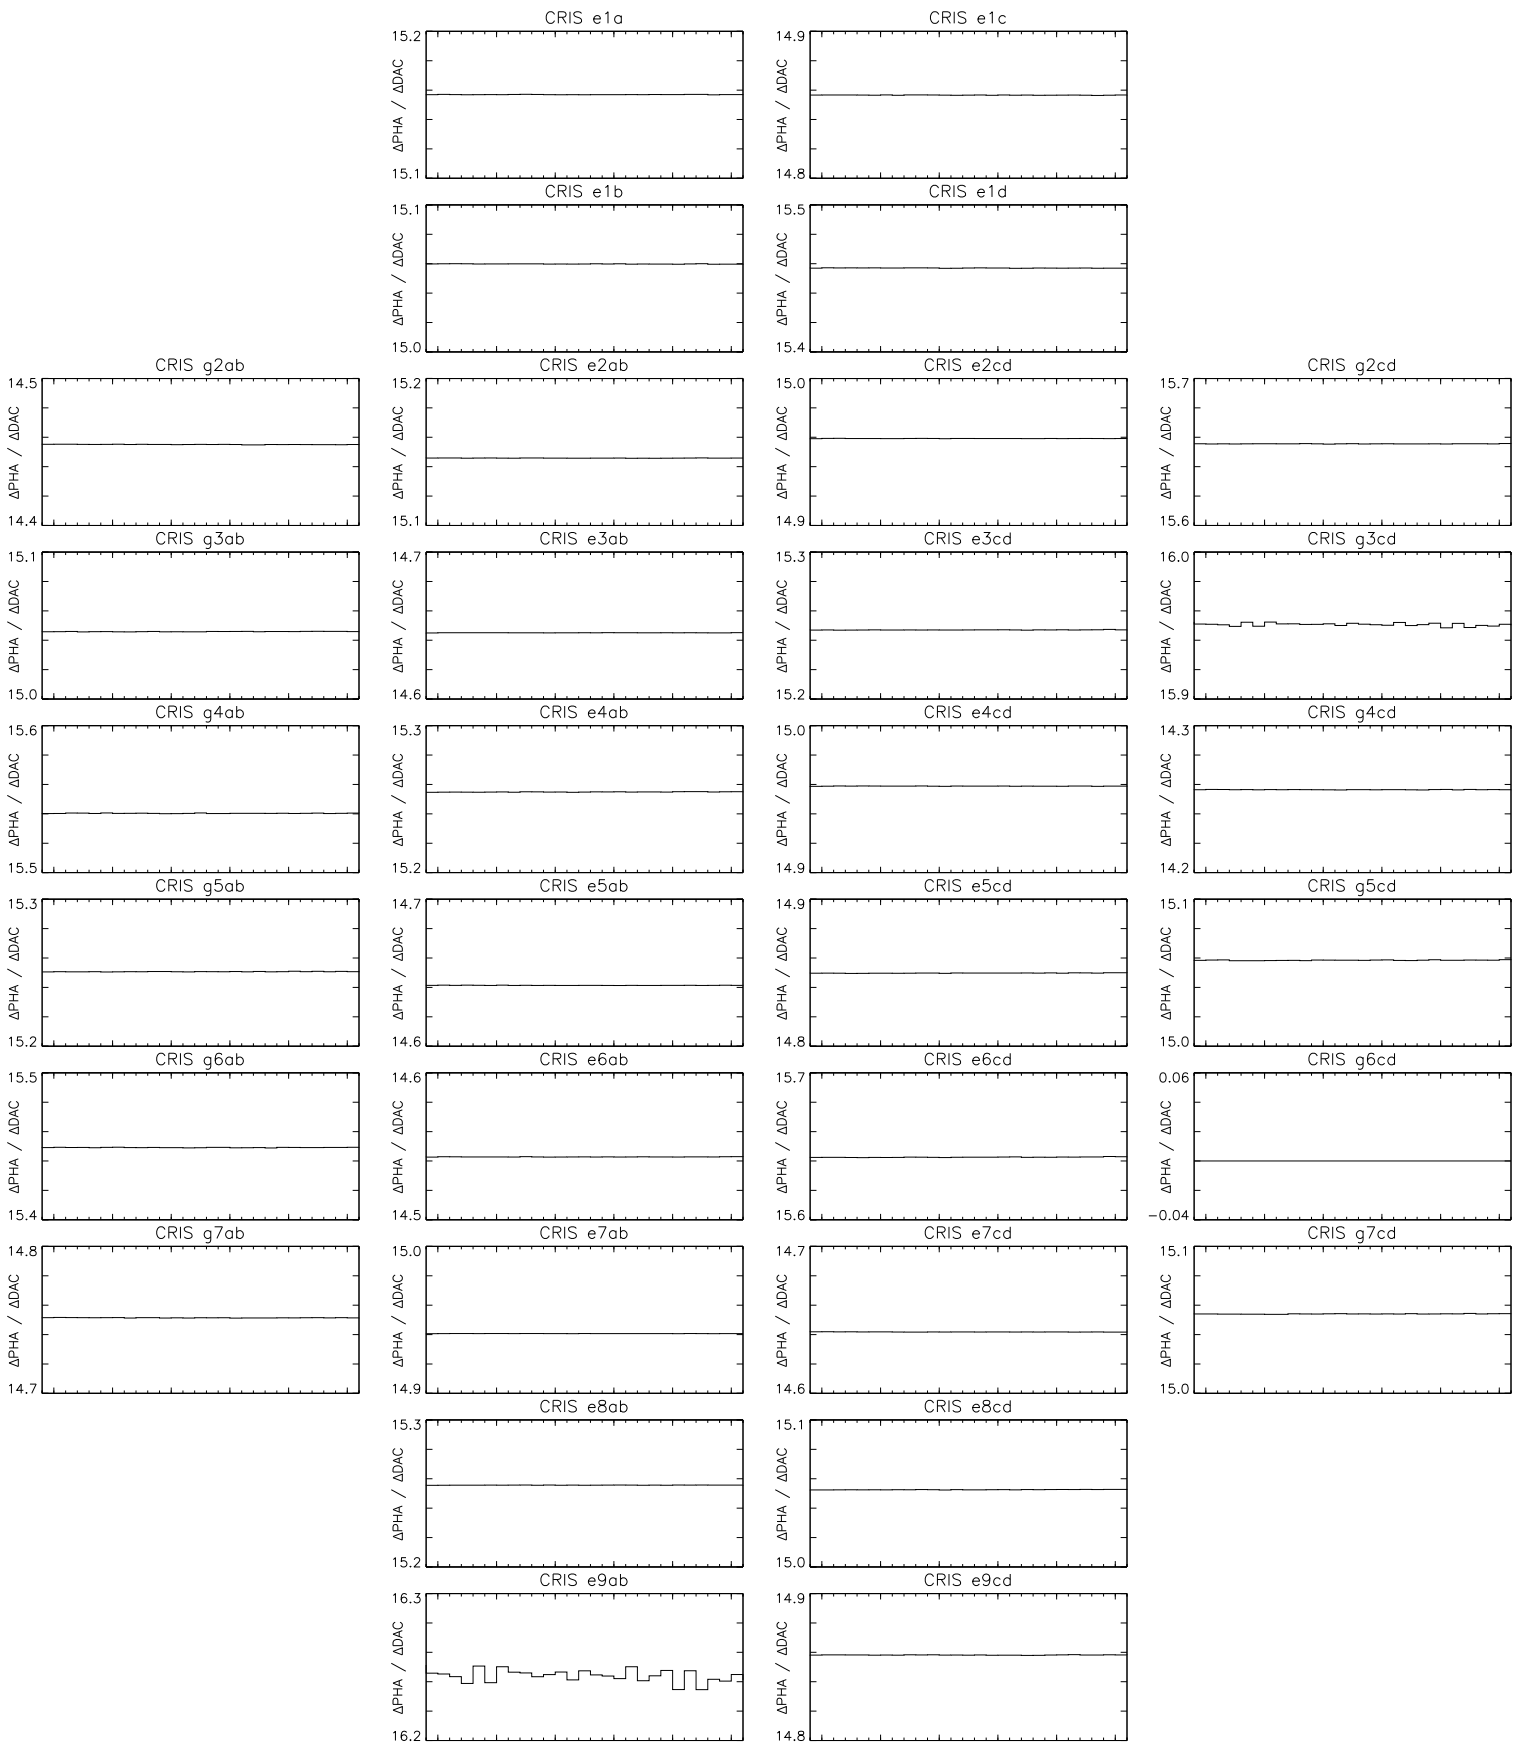 CRIS e1a
15.2
ΔPHA / ΔDAC
15.1
CRIS e1c
14.9
ΔPHA / ΔDAC
14.8
CRIS e1b
15.1
ΔPHA / ΔDAC
15.0
CRIS e1d
15.5
ΔPHA / ΔDAC
15.4
CRIS g2ab
14.5
ΔPHA / ΔDAC
14.4
CRIS e2ab
15.2
ΔPHA / ΔDAC
15.1
CRIS e2cd
15.0
ΔPHA / ΔDAC
14.9
CRIS g2cd
15.7
ΔPHA / ΔDAC
15.6
CRIS g3ab
15.1
ΔPHA / ΔDAC
15.0
CRIS e3ab
14.7
ΔPHA / ΔDAC
14.6
CRIS e3cd
15.3
ΔPHA / ΔDAC
15.2
CRIS g3cd
16.0
ΔPHA / ΔDAC
15.9
CRIS g4ab
15.6
ΔPHA / ΔDAC
15.5
CRIS e4ab
15.3
ΔPHA / ΔDAC
15.2
CRIS e4cd
15.0
ΔPHA / ΔDAC
14.9
CRIS g4cd
14.3
ΔPHA / ΔDAC
14.2
CRIS g5ab
15.3
ΔPHA / ΔDAC
15.2
CRIS e5ab
14.7
ΔPHA / ΔDAC
14.6
CRIS e5cd
14.9
ΔPHA / ΔDAC
14.8
CRIS g5cd
15.1
ΔPHA / ΔDAC
15.0
CRIS g6ab
15.5
ΔPHA / ΔDAC
15.4
CRIS e6ab
14.6
ΔPHA / ΔDAC
14.5
CRIS e6cd
15.7
ΔPHA / ΔDAC
15.6
CRIS g6cd
0.06
ΔPHA / ΔDAC
−0.04
CRIS g7ab
14.8
ΔPHA / ΔDAC
14.7
CRIS e7ab
15.0
ΔPHA / ΔDAC
14.9
CRIS e7cd
14.7
ΔPHA / ΔDAC
14.6
CRIS g7cd
15.1
ΔPHA / ΔDAC
15.0
CRIS e8ab
15.3
ΔPHA / ΔDAC
15.2
CRIS e8cd
15.1
ΔPHA / ΔDAC
15.0
CRIS e9ab
16.3
ΔPHA / ΔDAC
16.2
CRIS e9cd
14.9
ΔPHA / ΔDAC
14.8